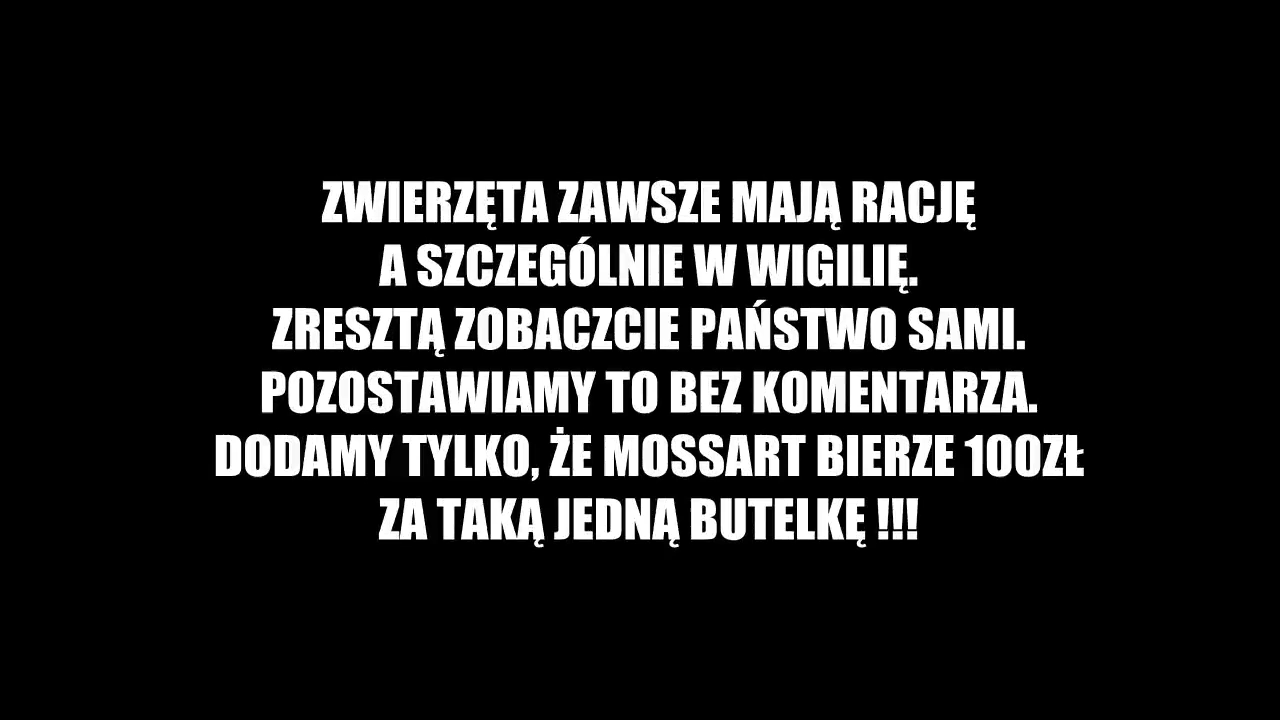 ZWIERZĘTA ZAWSZE MAJĄ RACJĘ
A SZCZEGÓLNIE W WIGILIĘ.
ZRESZTĄ ZOBACZCIE PAŃSTWO SAMI.
POZOSTAWIAMY TO BEZ KOMENTARZA.
DODAMY TYLKO, ŻE MOSSART BIERZE 100ZŁ
ZA TAKĄ JEDNĄ BUTELKĘ !!!